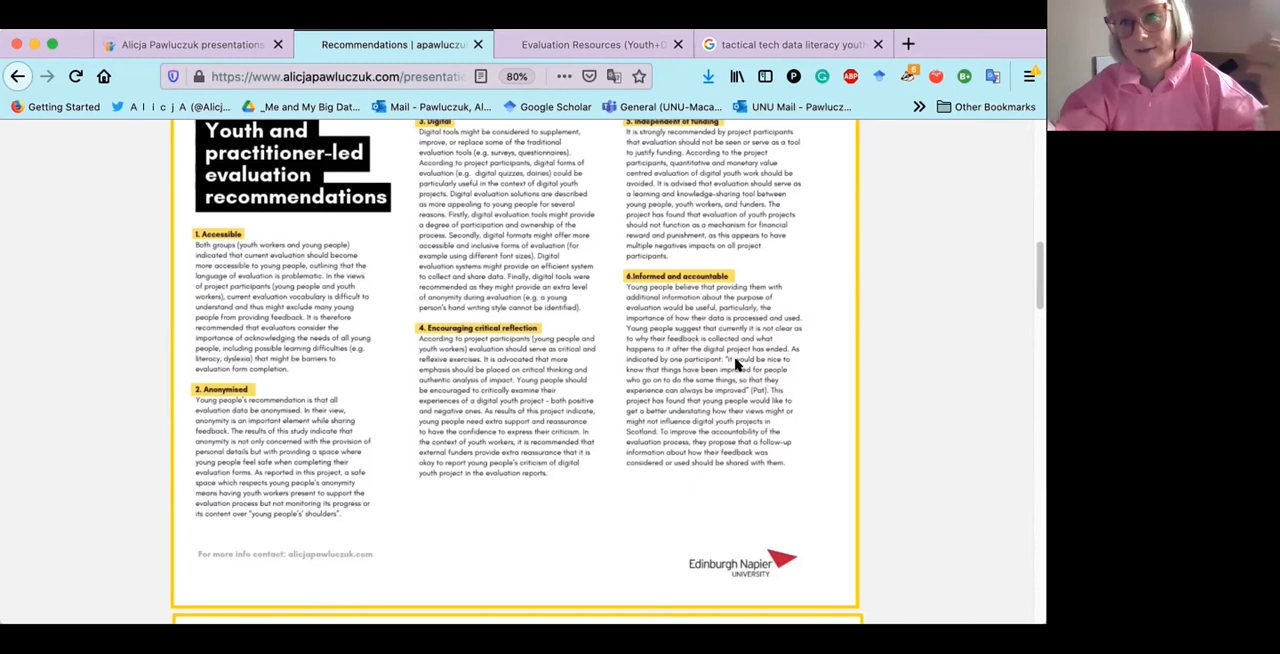 Alicja Pawluczuk presentations
Recommendations | apawluczu
Evaluation Resources (Youth+D
tactical tech data literacy yout
https://www.alicjapawluczuk.com/presentati
80%
6
ABP
Getting Started
A l i c j A (@Alicj...
_Me and My Big Dat...
Mail - Pawluczuk, Al...
Google Scholar
General (UNU-Maca...
UNU Mail - Pawlucz...
Other Bookmarks
Youth and
practitioner-led
evaluation
recommendations
1. Accessible
Both groups (youth workers and young people)
indicated that current evaluation should become
more accessible to young people, outlining that the
language of evaluation is problematic. In the views
of project participants (young people and youth
workers), current evaluation vocabulary is difficult to
understand and thus might exclude many young
people from providing feedback. It is therefore
recommended that evaluators consider the
importance of acknowledging the needs of all young
people, including possible learning difficulties (e.g.
literacy, dyslexia) that might be barriers to
evaluation form completion.
2. Anonymised
Young people's recommendation is that all
evaluation data be anonymised. In their view,
anonymity is an important element while sharing
feedback. The results of this study indicate that
anonymity is not only concerned with the provision of
personal details but with providing a space where
young people feel safe when completing their
evaluation forms. As reported in this project, a safe
space which respects young people's anonymity
means having youth workers present to support the
evaluation process but not monitoring its progress or
its content over "young people's' shoulders".
3. Digital
Digital tools might be considered to supplement,
improve, or replace some of the traditional
evaluation tools (e.g. surveys, questionnaires).
According to project participants, digital forms of
evaluation (e.g. digital quizzes, dairies) could be
particularly useful in the context of digital youth
projects. Digital evaluation solutions are described
as more appealing to young people for several
reasons. Firstly, digital evaluation tools might provide
a degree of participation and ownership of the
process. Secondly, digital formats might offer more
accessible and inclusive forms of evaluation (for
example using different font sizes). Digital
evaluation systems might provide an efficient system
to collect and share data. Finally, digital tools were
recommended as they might provide an extra level
of anonymity during evaluation (e.g. a young
person's hand writing style cannot be identified).
4. Encouraging critical reflection
According to project participants (young people and
youth workers) evaluation should serve as critical and
reflexive exercises. It is advocated that more
emphasis should be placed on critical thinking and
authentic analysis of impact. Young people should
be encouraged to critically examine their
experiences of a digital youth project - both positive
and negative ones. As results of this project indicate,
young people need extra support and reassurance
to have the confidence to express their criticism. In
the context of youth workers, it is recommended that
external funders provide extra reassurance that it is
okay to report young people's criticism of digital
youth project in the evaluation reports.
5. Independent of funding
It is strongly recommended by project participants
that evaluation should not be seen or serve as a tool
to justify funding. According to the project
participants, quantitative and monetary value
centred evaluation of digital youth work should be
avoided. It is advised that evaluation should serve as
a learning and knowledge-sharing tool between
young people, youth workers, and funders. The
project has found that evaluation of youth projects
should not function as a mechanism for financial
reward and punishment, as this appears to have
multiple negatives impacts on all project
participants.
6.Informed and accountable
Young people believe that providing them with
additional information about the purpose of
evaluation would be useful, particularly, the
importance of how their data is processed and used.
Young people suggest that currently it is not clear as
to why their feedback is collected and what
happens to it after the digital project has ended. As
indicated by one participant: "it would be nice to
know that things have been improved for people
who go on to do the same things, so that they
experience can always be improved" (Pat). This
project has found that young people would like to
get a better understanding how their views might or
might not influence digital youth projects in
Scotland. To improve the accountability of the
evaluation process, they propose that a follow-up
information about how their feedback was
considered or used should be shared with them.
For more info contact: alicjapawluczuk.com
Edinburgh Napier
UNIVERSITY